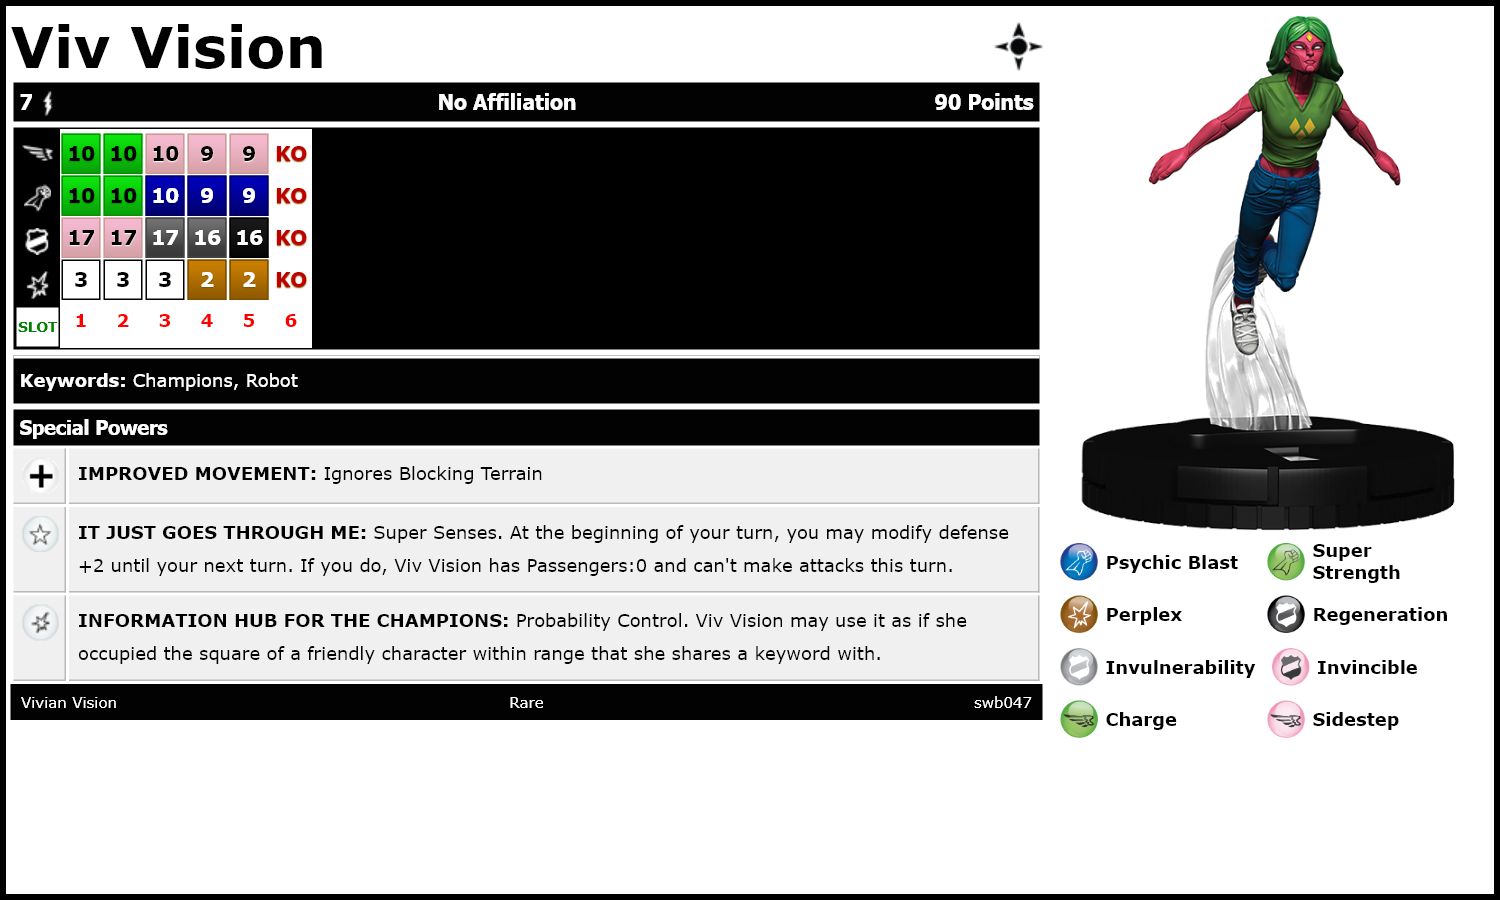 Viv Vision
7 No Affiliation 90 Points
10 10 10 9 9 KO
10 10 10 9 9 KO
17 17 17 16 16 KO
3 3 3 2 2 KO
SLOT 1 2 3 4 5 6
Keywords: Champions, Robot
Special Powers
IMPROVED MOVEMENT: Ignores Blocking Terrain
IT JUST GOES THROUGH ME: Super Senses. At the beginning of your turn, you may modify defense
+2 until your next turn. If you do, Viv Vision has Passengers:0 and can't make attacks this turn.
INFORMATION HUB FOR THE CHAMPIONS: Probability Control. Viv Vision may use it as if she
occupied the square of a friendly character within range that she shares a keyword with.
Vivian Vision Rare swb047
Psychic Blast
Super
Strength
Perplex
Regeneration
Invulnerability
Invincible
Charge
Sidestep